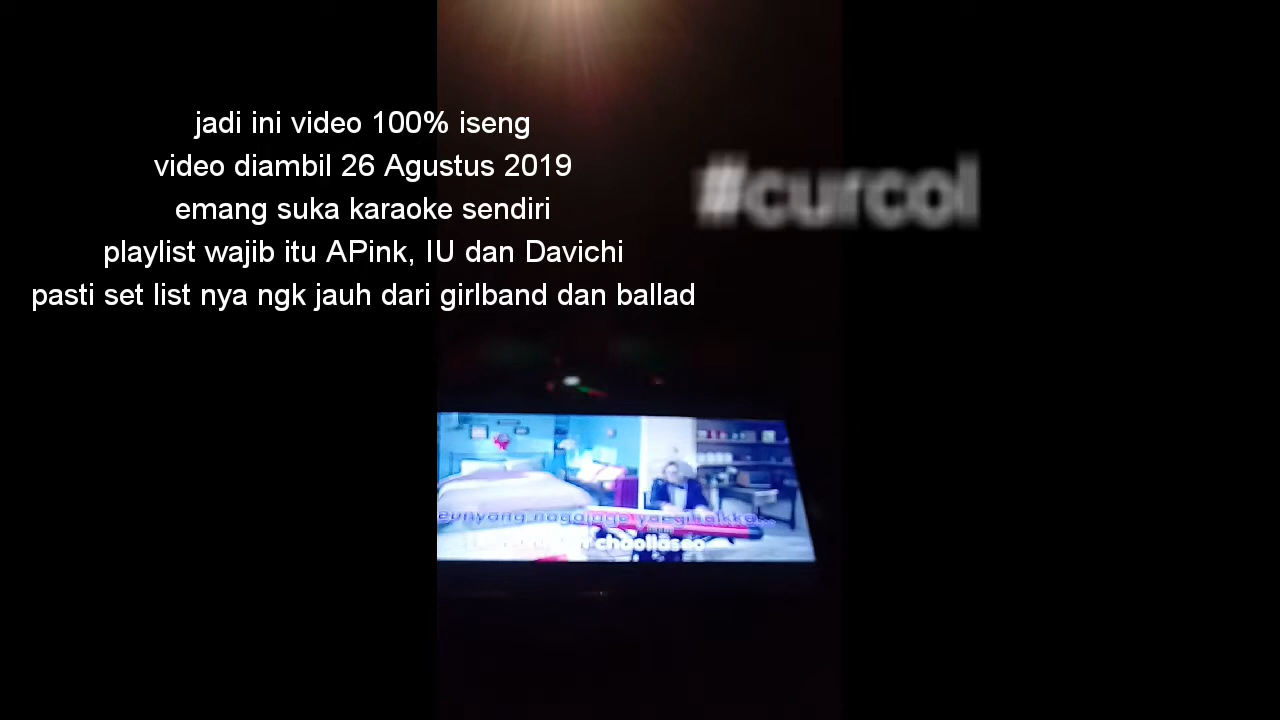 jadi ini video 100% iseng
video diambil 26 Agustus 2019
emang suka karaoke sendiri
playlist wajib itu APink, IU dan Davichi
pasti set list nya ngk jauh dari girlband dan ballad
#curcol